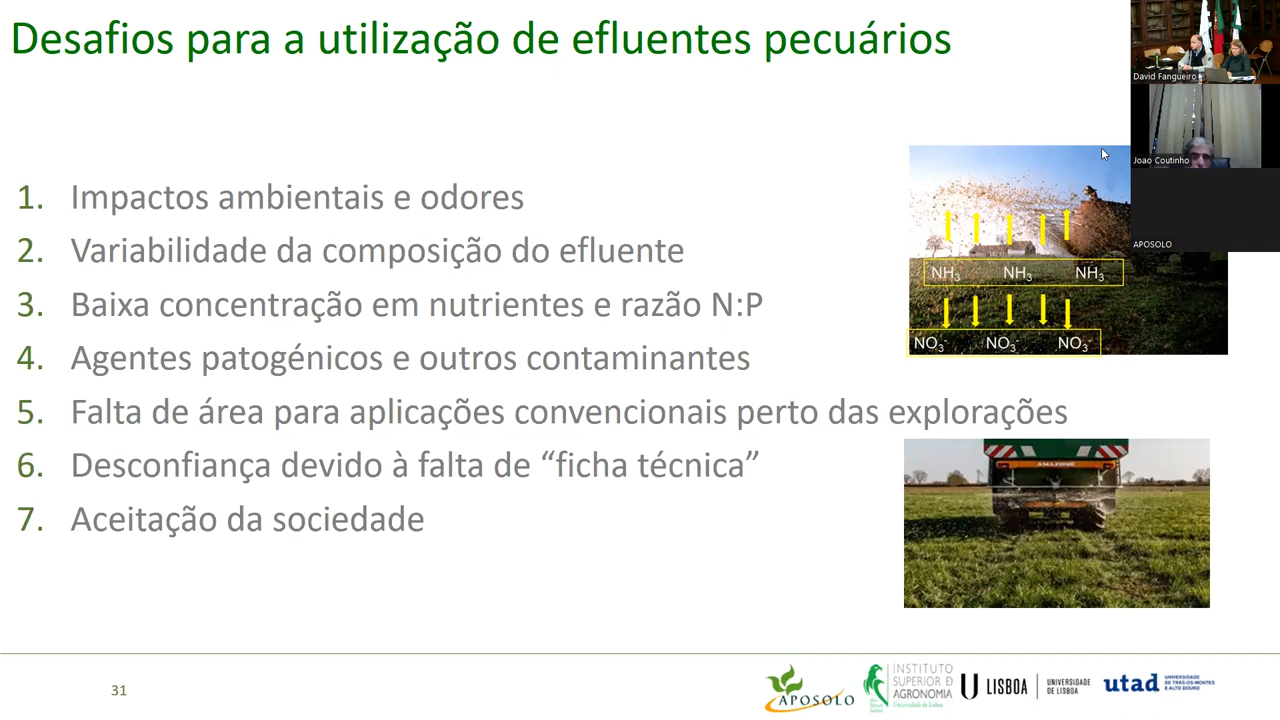 Desafios para a utilização de efluentes pecuários
1. Impactos ambientais e odores
2. Variabilidade da composição do efluente
3. Baixa concentração em nutrientes e razão N:P
4. Agentes patogénicos e outros contaminantes
5. Falta de área para aplicações convencionais perto das explorações
6. Desconfiança devido à falta de “ficha técnica”
7. Aceitação da sociedade
David Fangueiro
Joao Coutinho
APOSOLO
NH₃ NH₃ NH₃
NO₃⁻ NO₃⁻ NO₃⁻
AMAZONE
31
APOSOLO
INSTITUTO
SUPERIOR D
AGRONOMIA
Universidade de Lisboa
LISBOA
UNIVERSIDADE
DE LISBOA
utad
UNIVERSIDADE
DE TRÁS-OS-MONTES
E ALTO DOURO